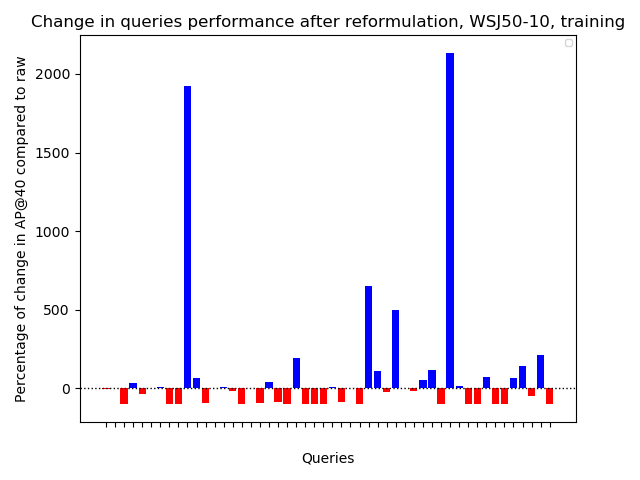 Change in queries performance after reformulation, WSJ50-10, training
Percentage of change in AP@40 compared to raw
2000
1500
1000
500
0
Queries